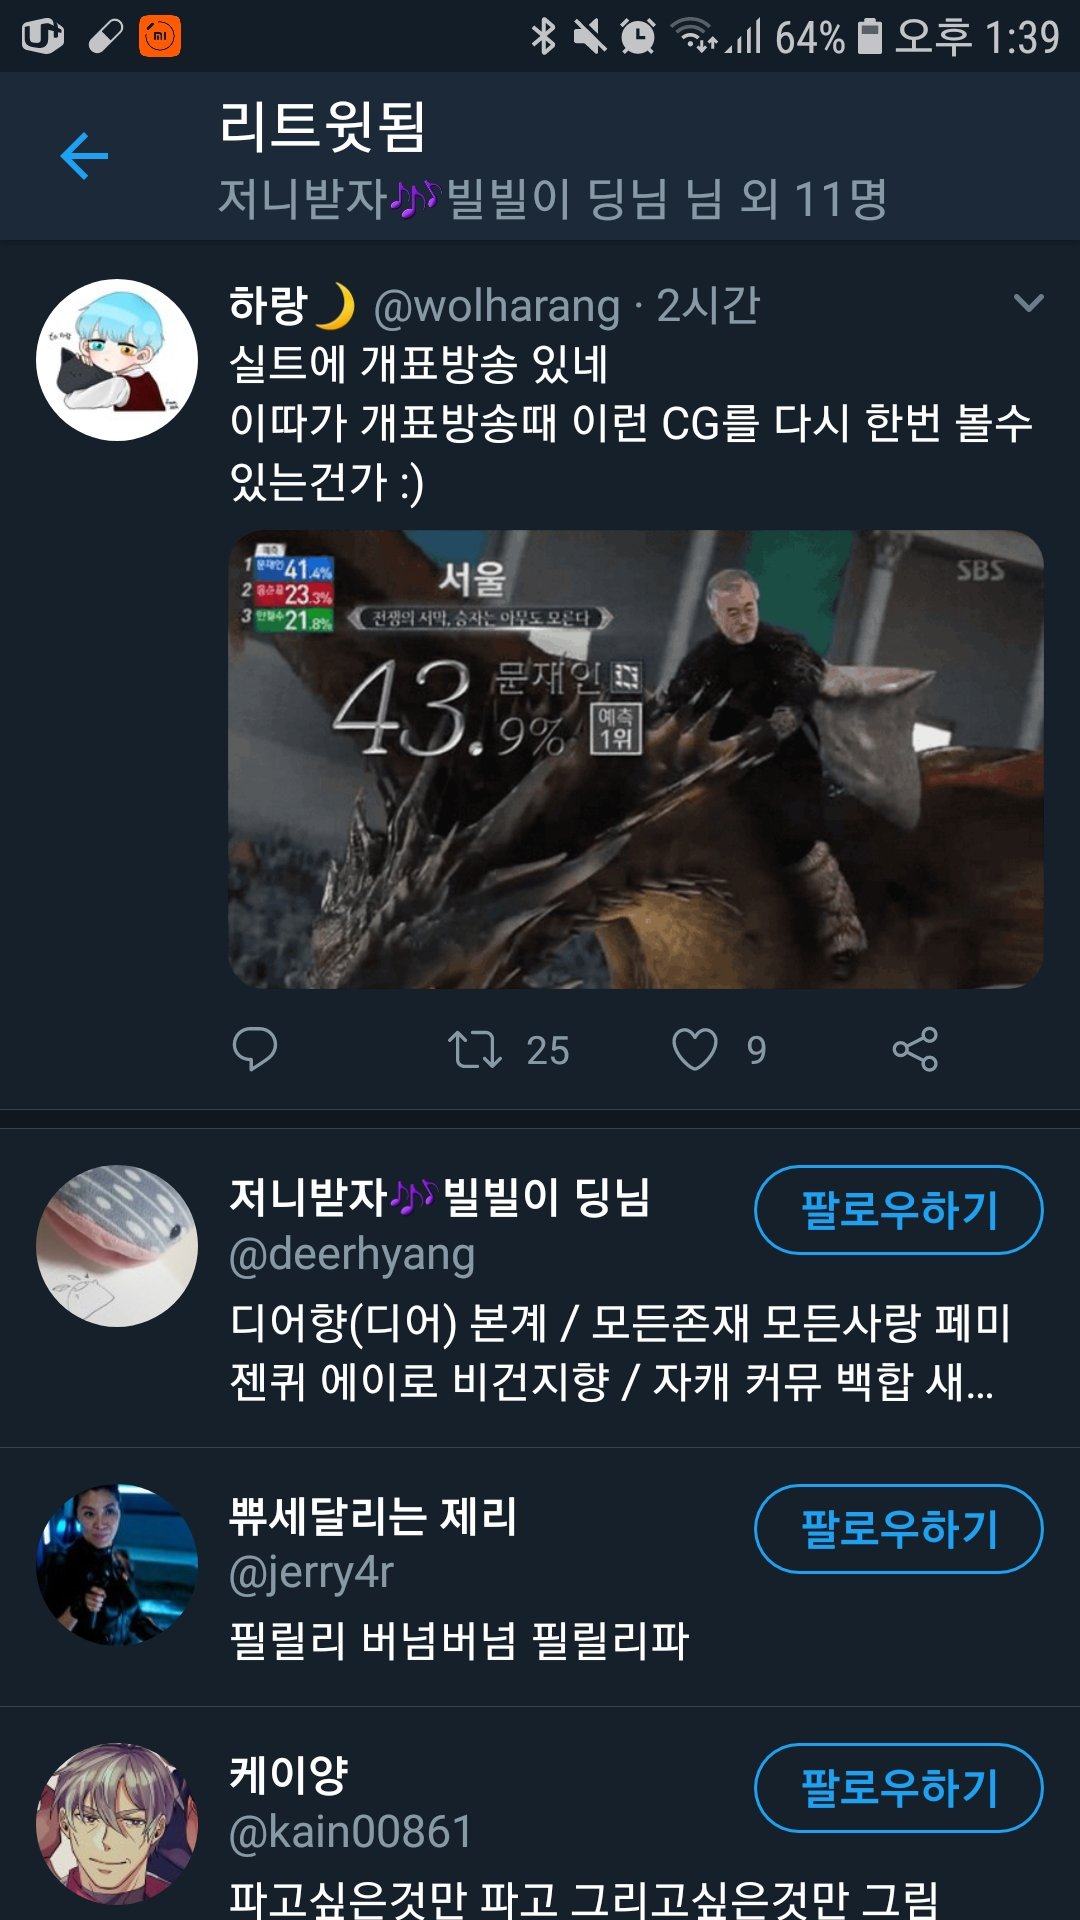 64% 오후 1:39
리트윗됨
저니받자🎶빌빌이 딩님 님 외 11명
하랑🌙 @wolharang · 2시간
실트에 개표방송 있네
이따가 개표방송때 이런 CG를 다시 한번 볼수
있는건가 :)
예측
1 문재인 41.4%
2 홍준표 23.3%
3 안철수 21.8%
서울
전쟁의 서막, 승자는 아무도 모른다
SBS
문재인
43.9%
예측
1위
25
9
저니받자🎶빌빌이 딩님
팔로우하기
@deerhyang
디어향(디어) 본계 / 모든존재 모든사랑 페미
젠퀴 에이로 비건지향 / 자캐 커뮤 백합 새...
쀼세달리는 제리
팔로우하기
@jerry4r
필릴리 버넘버넘 필릴리파
케이양
팔로우하기
@kain00861
파고싶은것만 파고 그리고싶은것만 그림